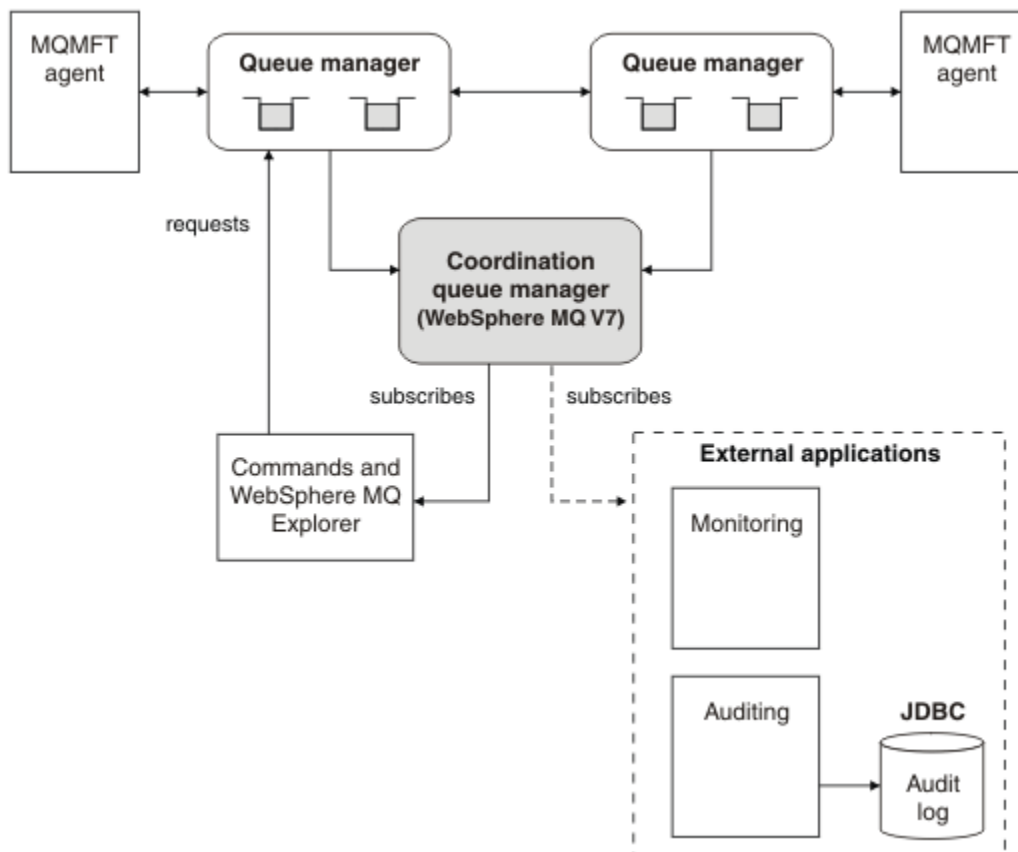 MQMFT
agent
Queue manager
Queue manager
MQMFT
agent
requests
Coordination
queue manager
(WebSphere MQ V7)
subscribes
subscribes
Commands and
WebSphere MQ
Explorer
External applications
Monitoring
Auditing
JDBC
Audit
log